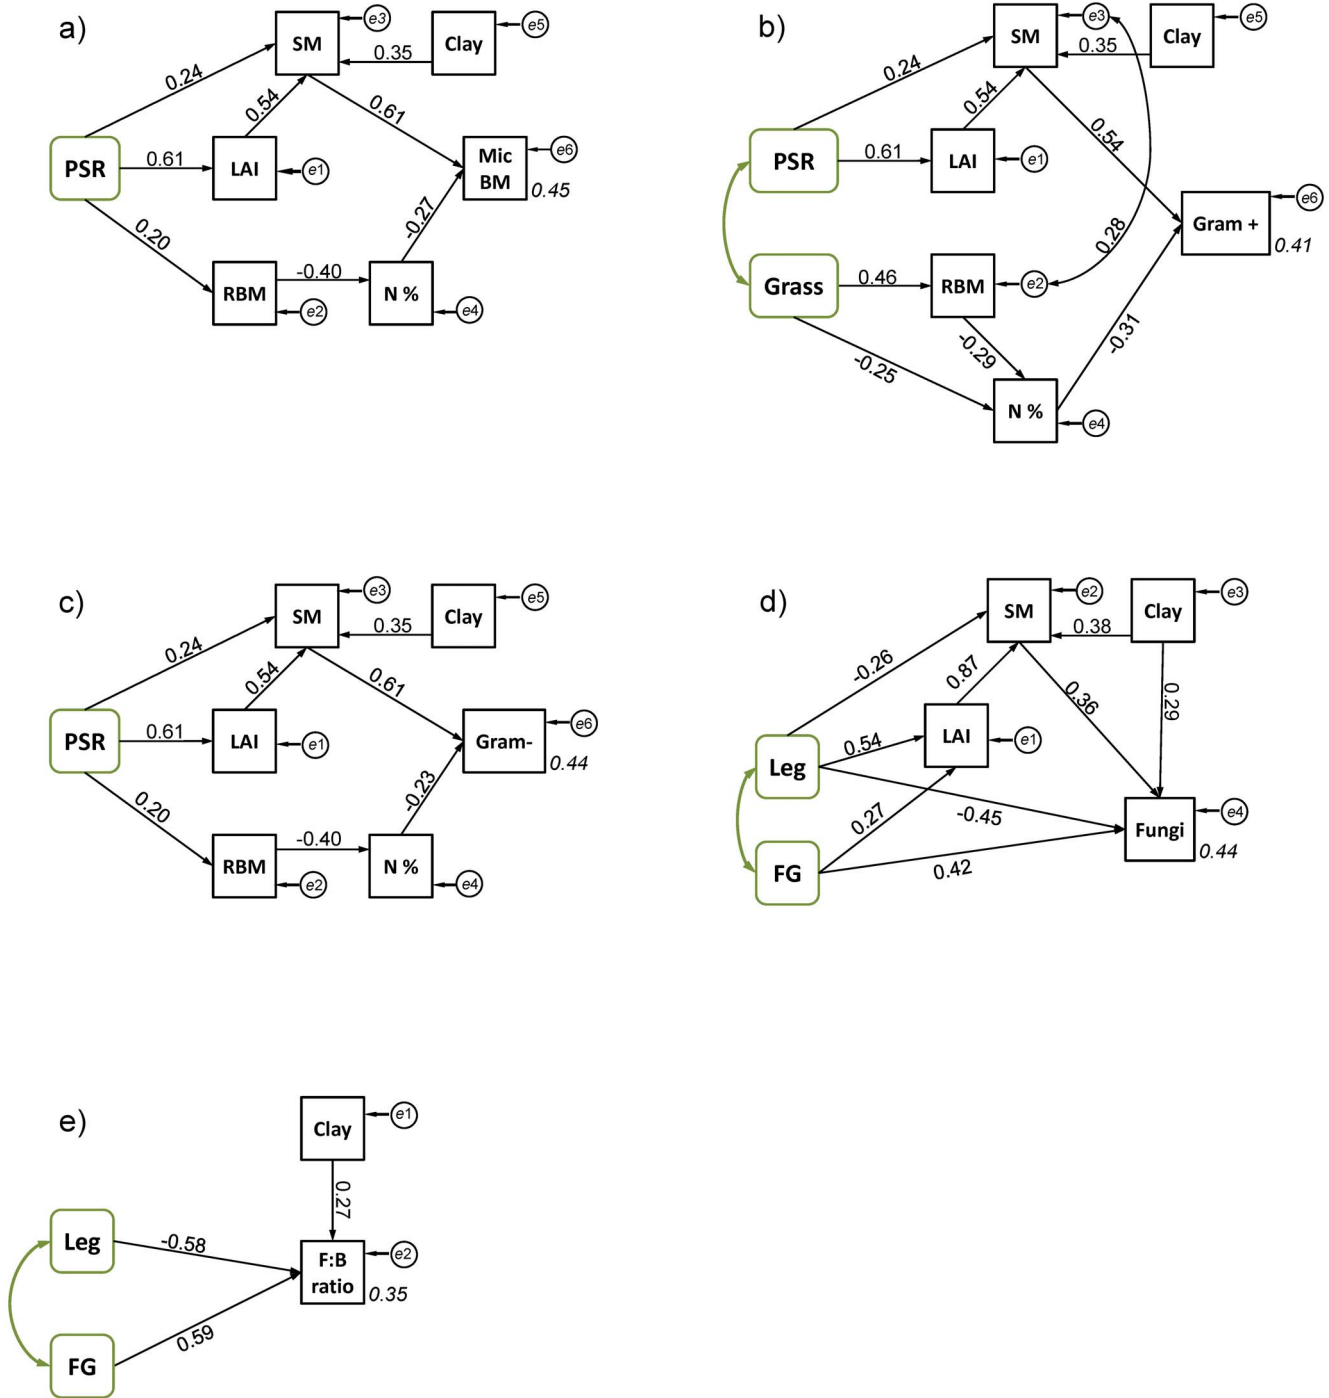 a)
SM
e3
Clay
e5
0.24
0.35
0.54
0.61
PSR
0.61
LAI
e1
Mic
BM
e6
0.45
0.20
-0.27
RBM
-0.40
N %
e2
e4
b)
SM
e3
Clay
e5
0.24
0.35
0.54
0.54
PSR
0.61
LAI
e1
Gram +
e6
0.41
0.28
Grass
0.46
RBM
e2
-0.25
-0.29
-0.31
N %
e4
c)
SM
e3
Clay
e5
0.24
0.35
0.54
0.61
PSR
0.61
LAI
e1
Gram-
e6
0.44
0.20
-0.23
RBM
-0.40
N %
e2
e4
d)
SM
e2
Clay
e3
-0.26
0.38
0.87
0.36
0.29
LAI
e1
Leg
0.54
0.27
-0.45
Fungi
e4
0.44
FG
0.42
e)
Clay
e1
0.27
Leg
-0.58
F:B
ratio
e2
0.35
0.59
FG